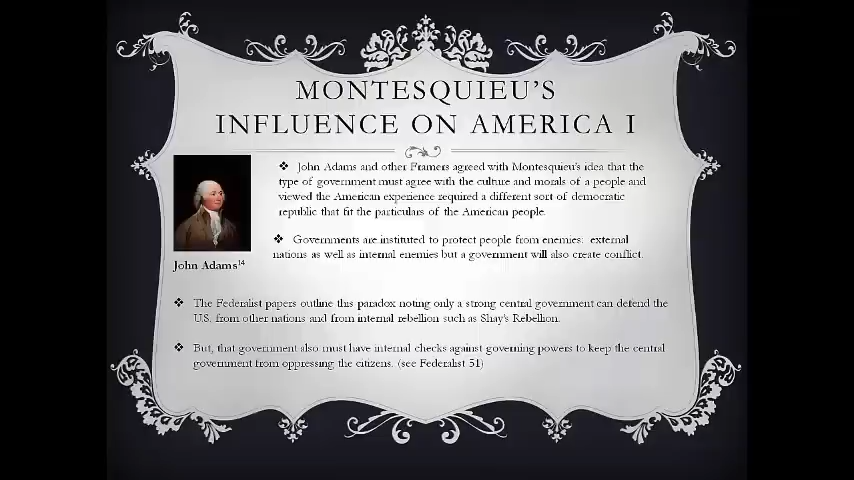 MONTESQUIEU'S
INFLUENCE ON AMERICA I
❖ John Adams and other Framers agreed with Montesquieu's idea that the
type of government must agree with the culture and morals of a people and
viewed the American experience required a different sort of democratic
republic that fit the particulars of the American people.
❖ Governments are instituted to protect people from enemies: external
nations as well as internal enemies but a government will also create conflict.
John Adams¹⁴
❖ The Federalist papers outline this paradox noting only a strong central government can defend the
U.S. from other nations and from internal rebellion such as Shay's Rebellion.
❖ But, that government also must have internal checks against governing powers to keep the central
government from oppressing the citizens. (see Federalist 51)